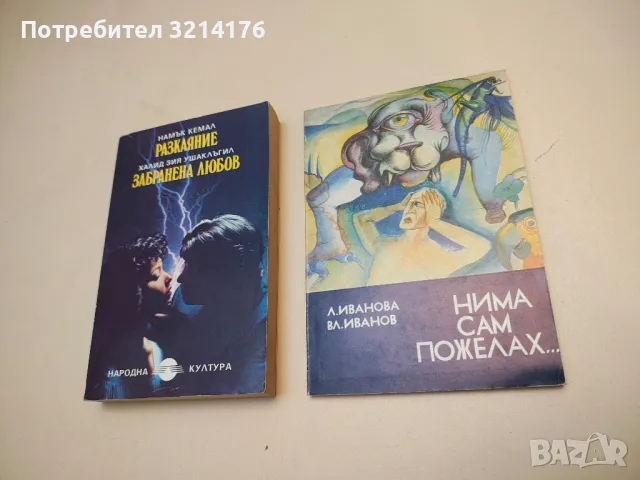 Потребител 3214176
НАМЪК КЕМАЛ
РАЗКАЯНИЕ
ХАЛИД ЗИЯ УШАКЛЪГИЛ
ЗАБРАНЕНА ЛЮБОВ
НАРОДНА КУЛТУРА
Л.ИВАНОВА
ВЛ.ИВАНОВ
НИМА
САМ
ПОЖЕЛАХ...
BAZAR